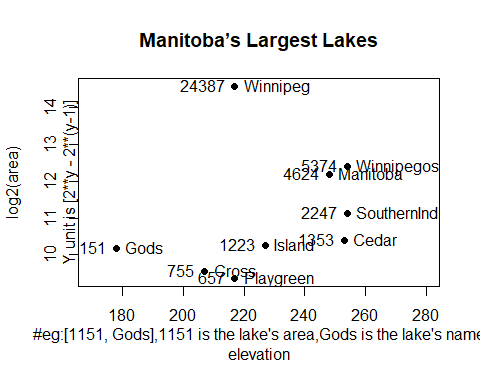 Manitoba’s Largest Lakes
log2(area)
Y unit is [2**y - 2**(y-1)]
14
13
12
11
10
24387 Winnipeg
5374 Winnipegos
4624 Manitoba
2247 SouthernInd
1353 Cedar
1223 Island
151 Gods
755 Cross
657 Playgreen
180 200 220 240 260 280
#eg:[1151, Gods],1151 is the lake's area,Gods is the lake's name
elevation